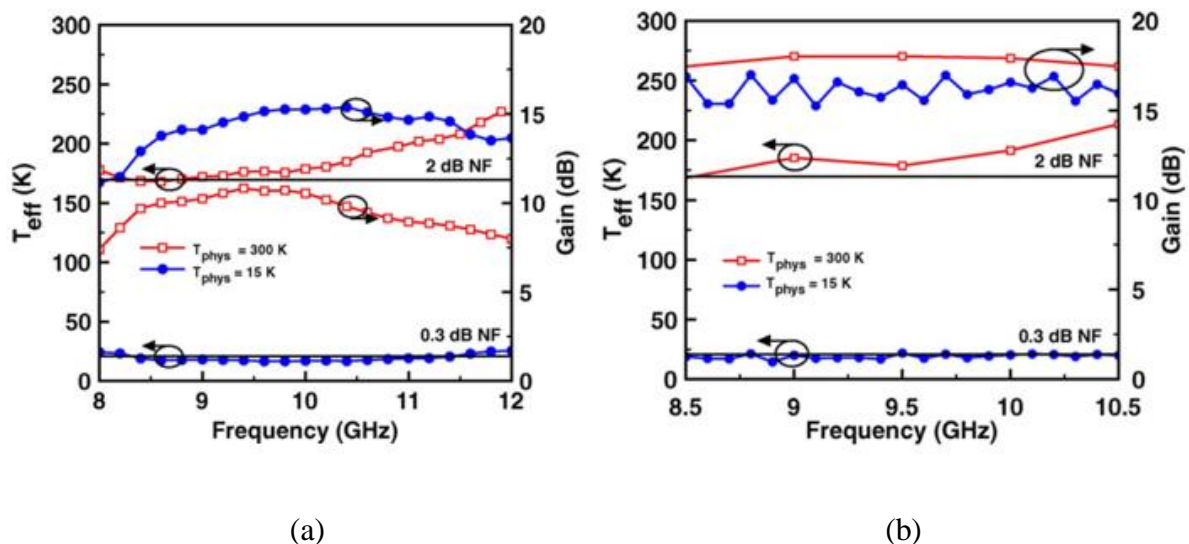 300
250
200
150
100
50
0
T_eff (K)
20
15
10
5
0
Gain (dB)
2 dB NF
T_phys = 300 K
T_phys = 15 K
0.3 dB NF
8 9 10 11 12
Frequency (GHz)
(a)
300
250
200
150
100
50
0
T_eff (K)
20
15
10
5
0
Gain (dB)
2 dB NF
T_phys = 300 K
T_phys = 15 K
0.3 dB NF
8.5 9 9.5 10 10.5
Frequency (GHz)
(b)